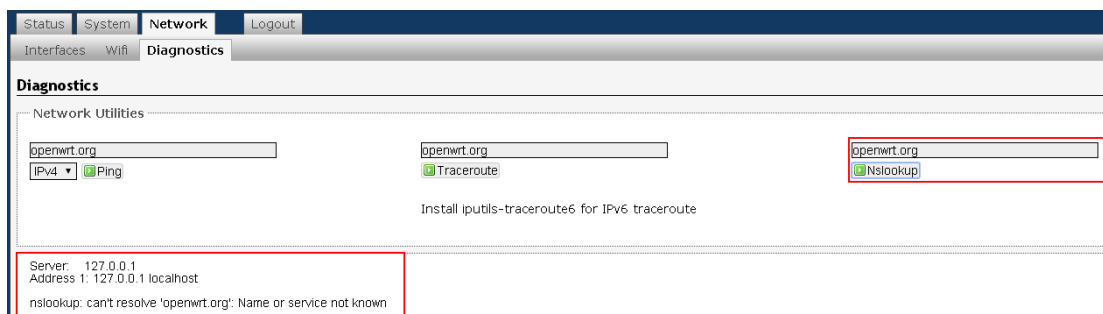 Status System Network Logout
Interfaces Wifi Diagnostics
Diagnostics
Network Utilities
openwrt.org openwrt.org openwrt.org
IPv4 Ping Traceroute Nslookup
Install iputils-traceroute6 for IPv6 traceroute
Server: 127.0.0.1
Address 1: 127.0.0.1 localhost
nslookup: can't resolve 'openwrt.org': Name or service not known